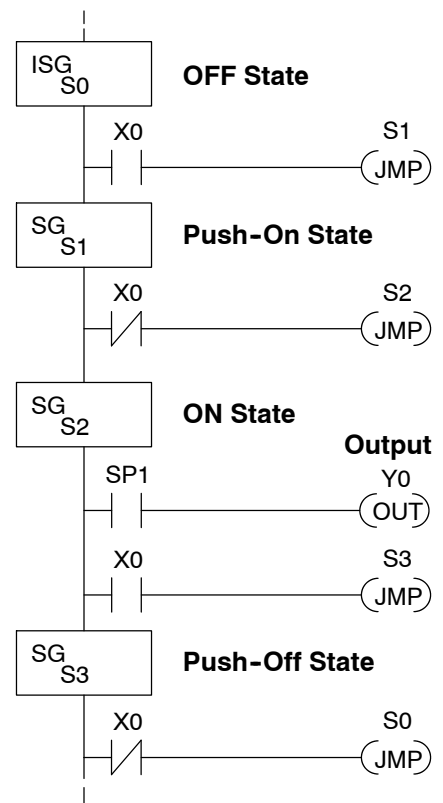 ISG
S0
OFF State
X0
S1
JMP
SG
S1
Push-On State
X0
S2
JMP
SG
S2
ON State
Output
SP1
Y0
OUT
X0
S3
JMP
SG
S3
Push-Off State
X0
S0
JMP